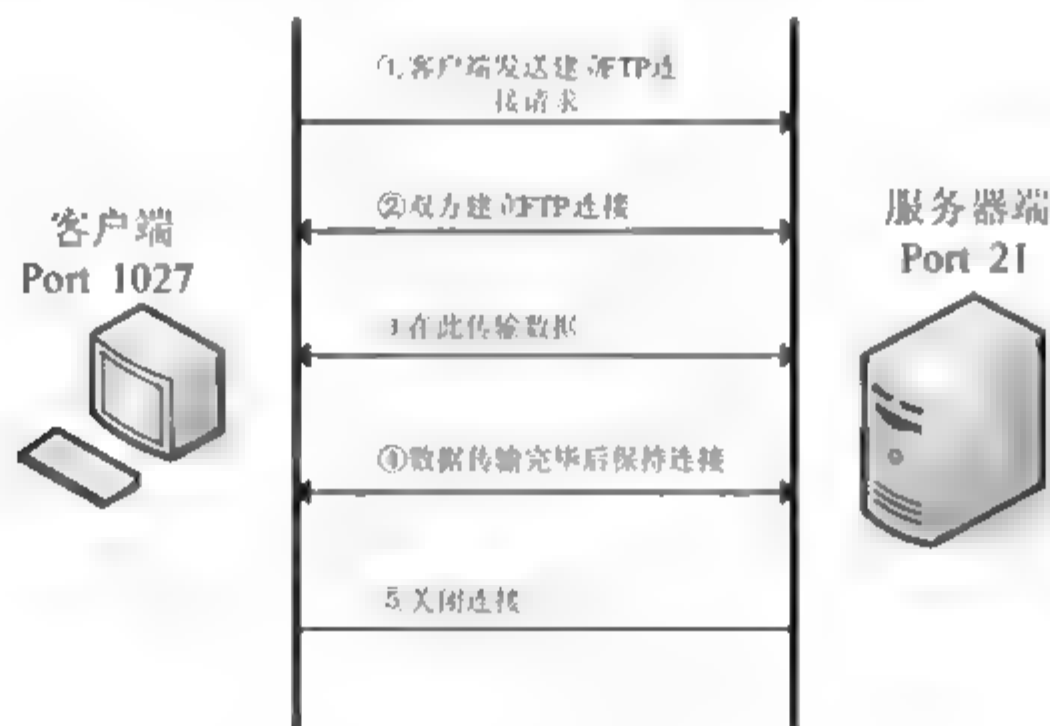 ①客户端发送建立FTP连
接请求
②双方建立FTP连接
客户端
Port 1027
服务器端
Port 21
在此传输数据
④数据传输完毕后保持连接
5 关闭连接